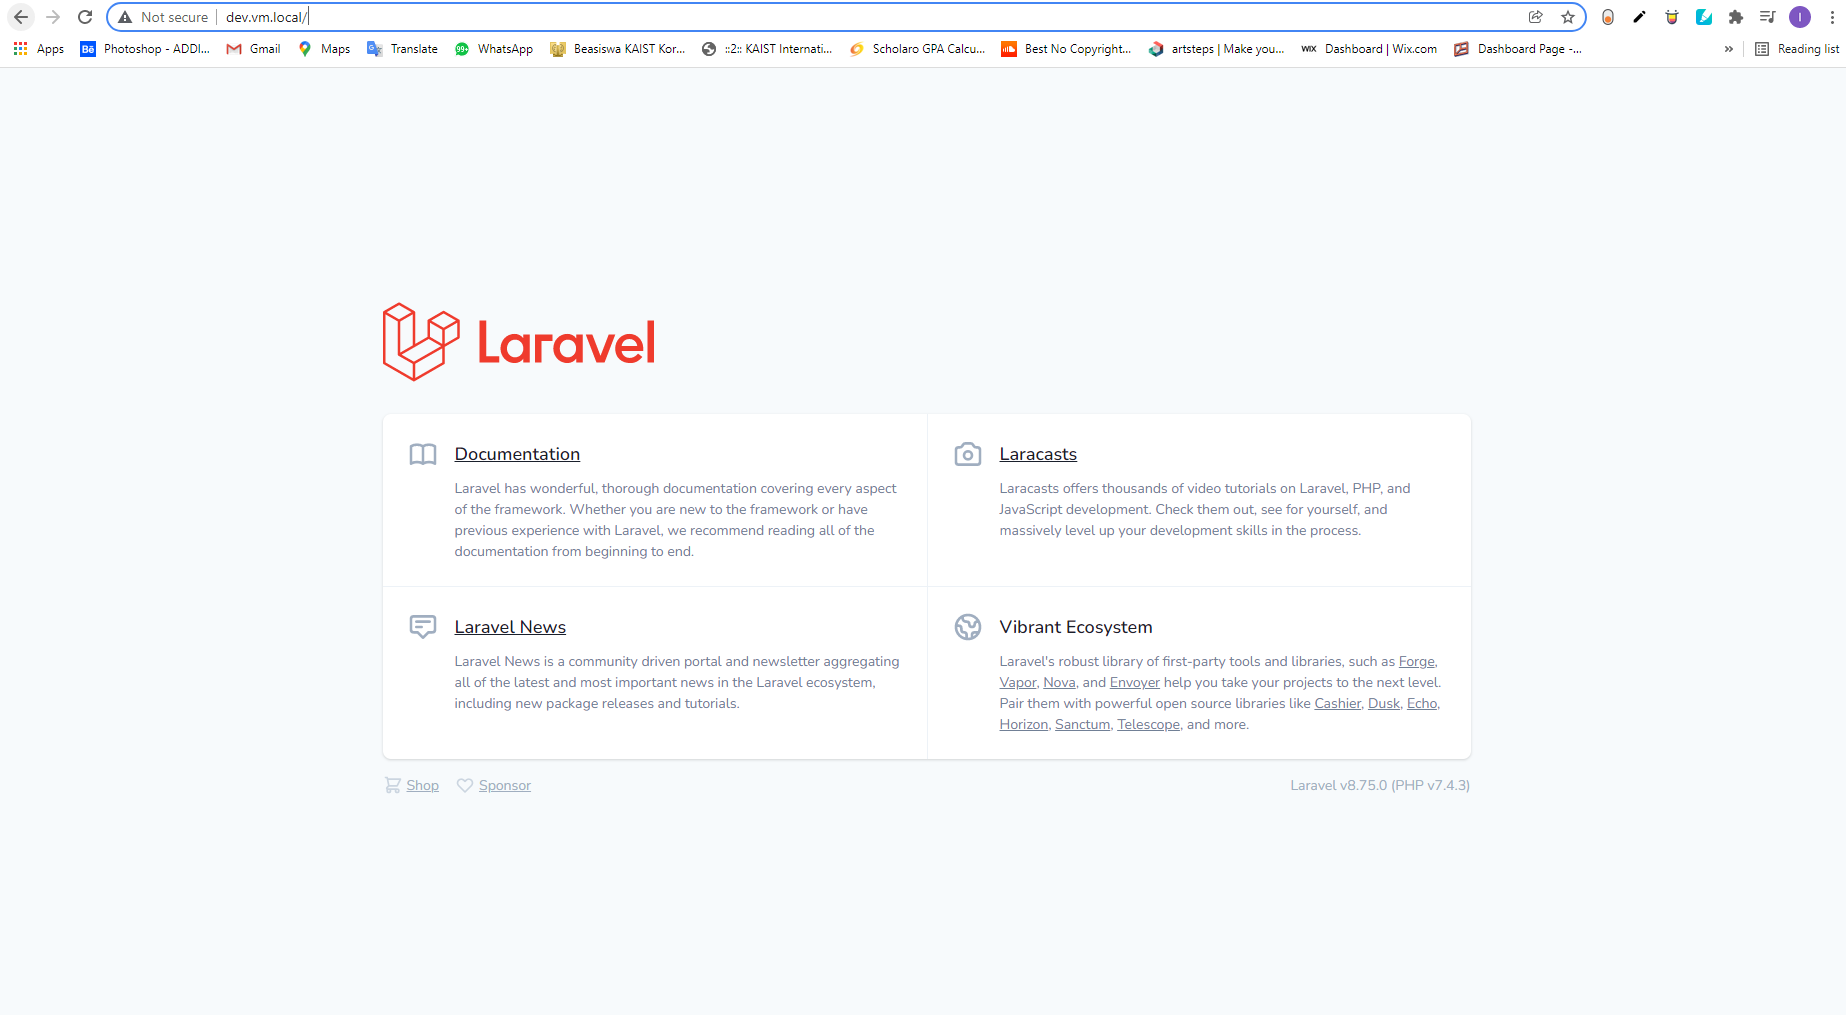 Not secure dev.vm.local/
Apps Photoshop - ADDI... Gmail Maps Translate WhatsApp Beasiswa KAIST Kor... ::2:: KAIST Internati... Scholaro GPA Calcu... Best No Copyright... artsteps | Make you... Dashboard | Wix.com Dashboard Page -... » Reading list
Laravel
Documentation
Laravel has wonderful, thorough documentation covering every aspect
of the framework. Whether you are new to the framework or have
previous experience with Laravel, we recommend reading all of the
documentation from beginning to end.
Laracasts
Laracasts offers thousands of video tutorials on Laravel, PHP, and
JavaScript development. Check them out, see for yourself, and
massively level up your development skills in the process.
Laravel News
Laravel News is a community driven portal and newsletter aggregating
all of the latest and most important news in the Laravel ecosystem,
including new package releases and tutorials.
Vibrant Ecosystem
Laravel's robust library of first-party tools and libraries, such as Forge,
Vapor, Nova, and Envoyer help you take your projects to the next level.
Pair them with powerful open source libraries like Cashier, Dusk, Echo,
Horizon, Sanctum, Telescope, and more.
Shop Sponsor
Laravel v8.75.0 (PHP v7.4.3)